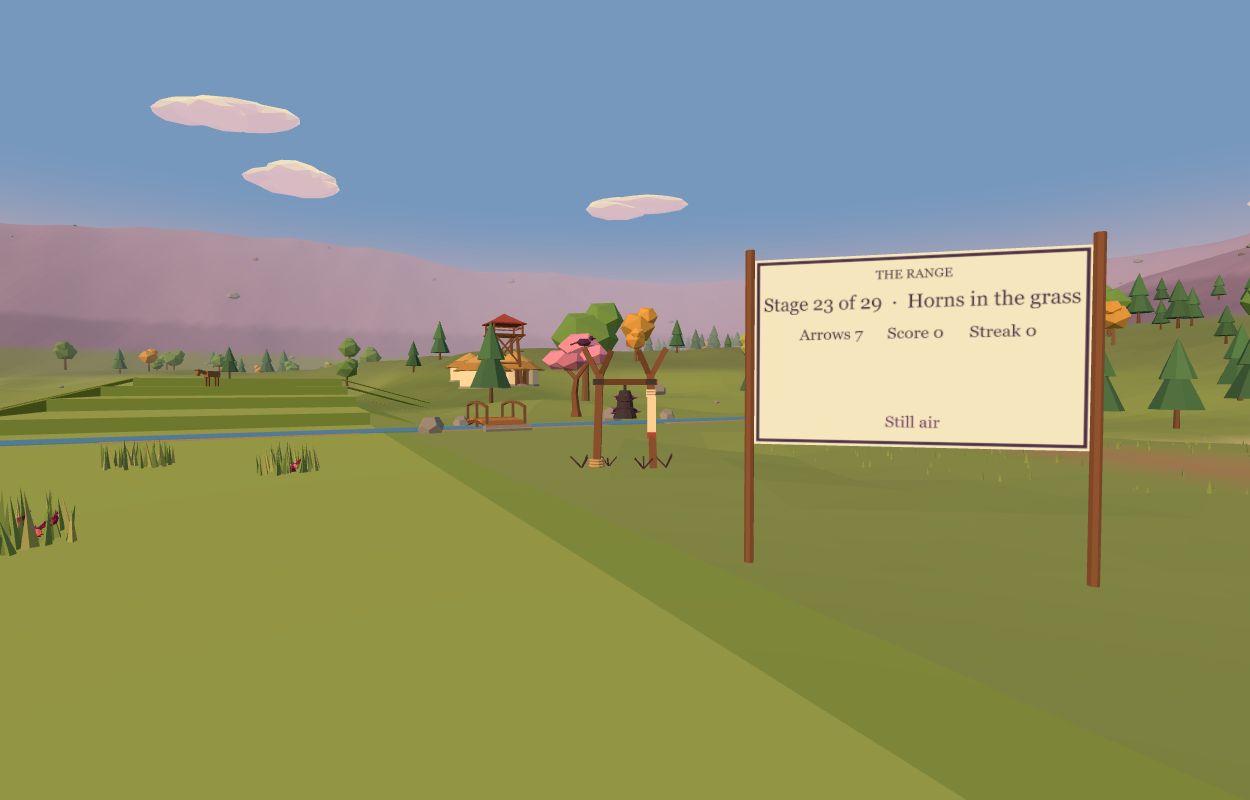 THE RANGE
Stage 23 of 29 · Horns in the grass
Arrows 7 Score 0 Streak 0
Still air